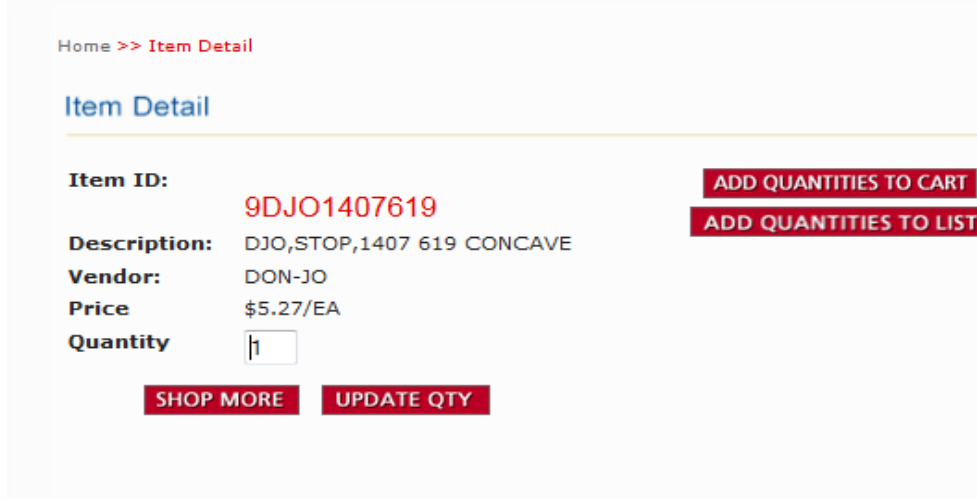 Home >> Item Detail
Item Detail
Item ID:
9DJO1407619
Description: DJO,STOP,1407 619 CONCAVE
Vendor: DON-JO
Price $5.27/EA
Quantity 1
SHOP MORE UPDATE QTY
ADD QUANTITIES TO CART
ADD QUANTITIES TO LIST